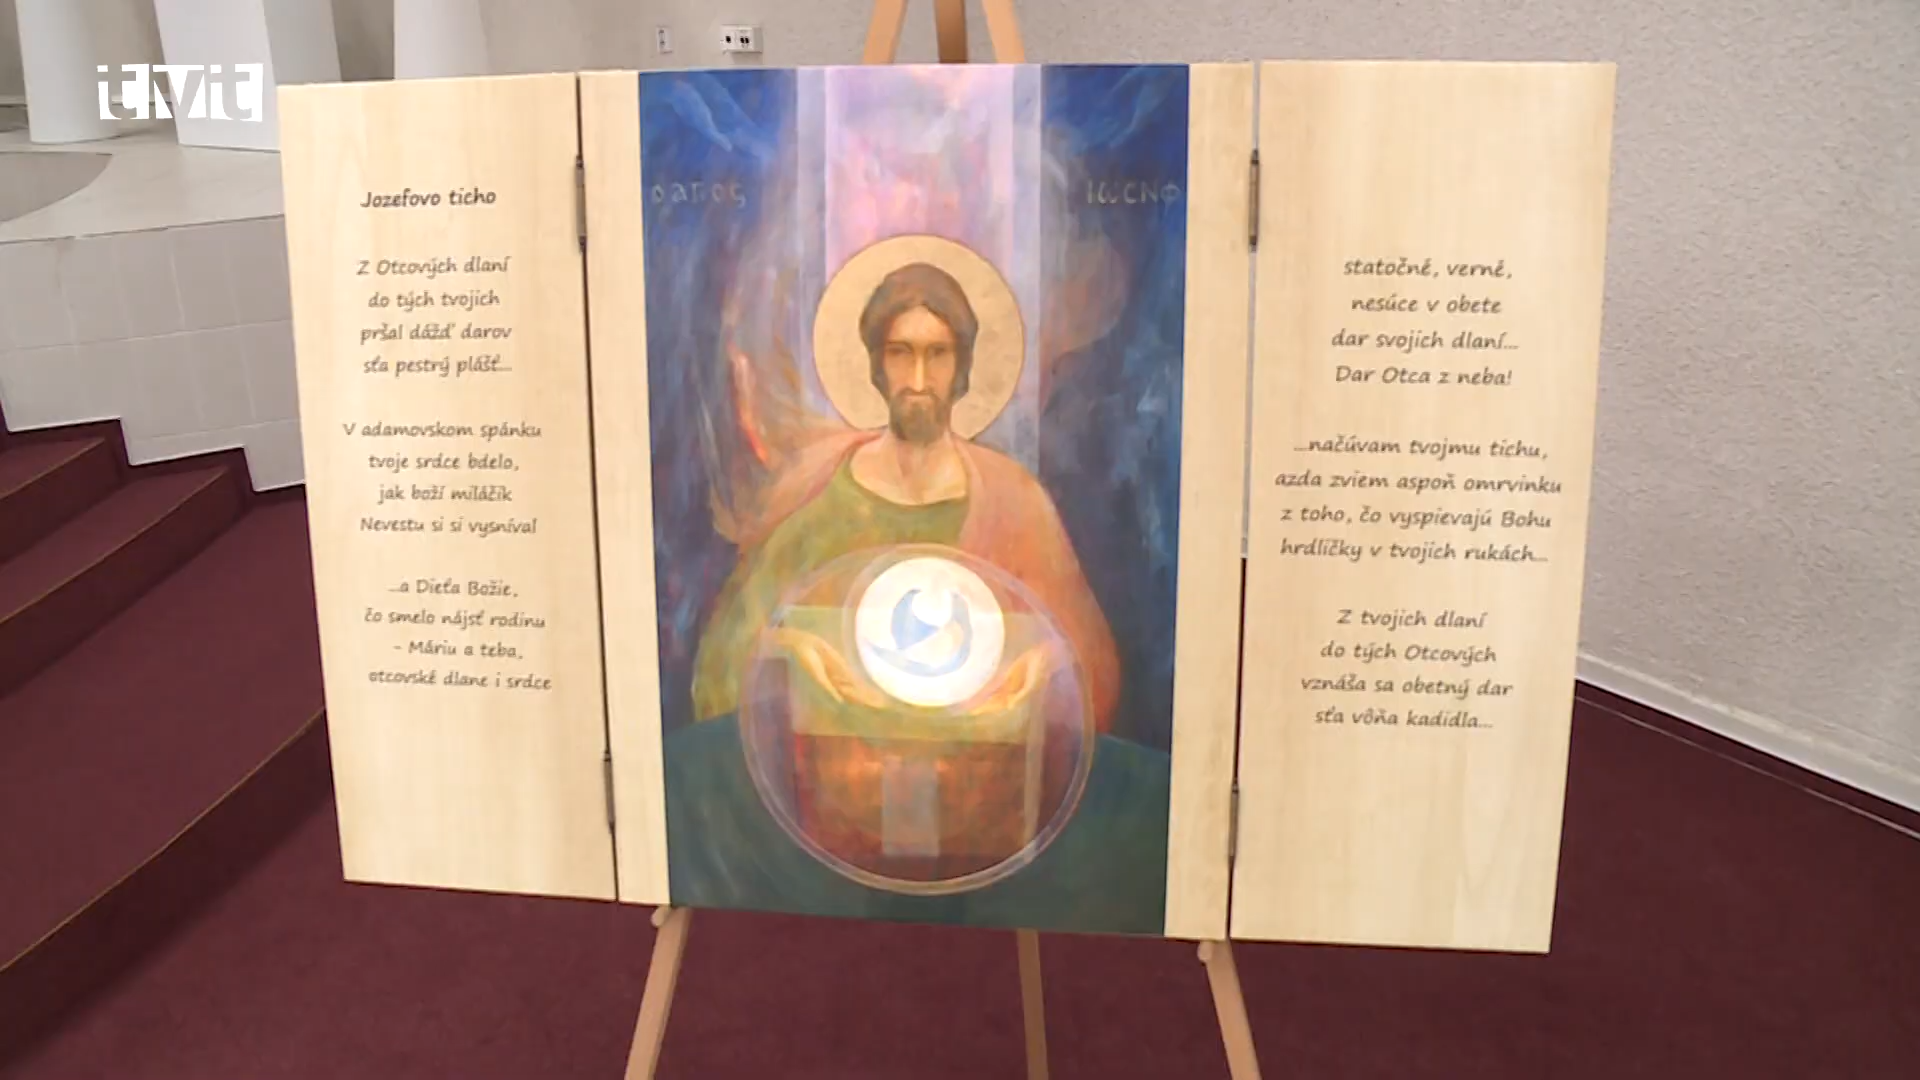 itvit
Jozefovo ticho
Z Otcových dlaní
do tých tvojich
pršal dážď darov
sťa pestrý plášť...
V adamovskom spánku
tvoje srdce bdelo,
jak boží miláčik
Nevestu si si vysníval
...a Dieťa Božie,
čo smelo nájsť rodinu
- Máriu a teba,
otcovské dlane i srdce
ο αγιος
ΙωCΗΦ
statočné, verné,
nesúce v obete
dar svojich dlaní...
Dar Otca z neba!
...načúvam tvojmu tichu,
azda zviem aspoň omrvinku
z toho, čo vyspievajú Bohu
hrdličky v tvojich rukách...
Z tvojich dlaní
do tých Otcových
vznáša sa obetný dar
sťa vôňa kadidla...